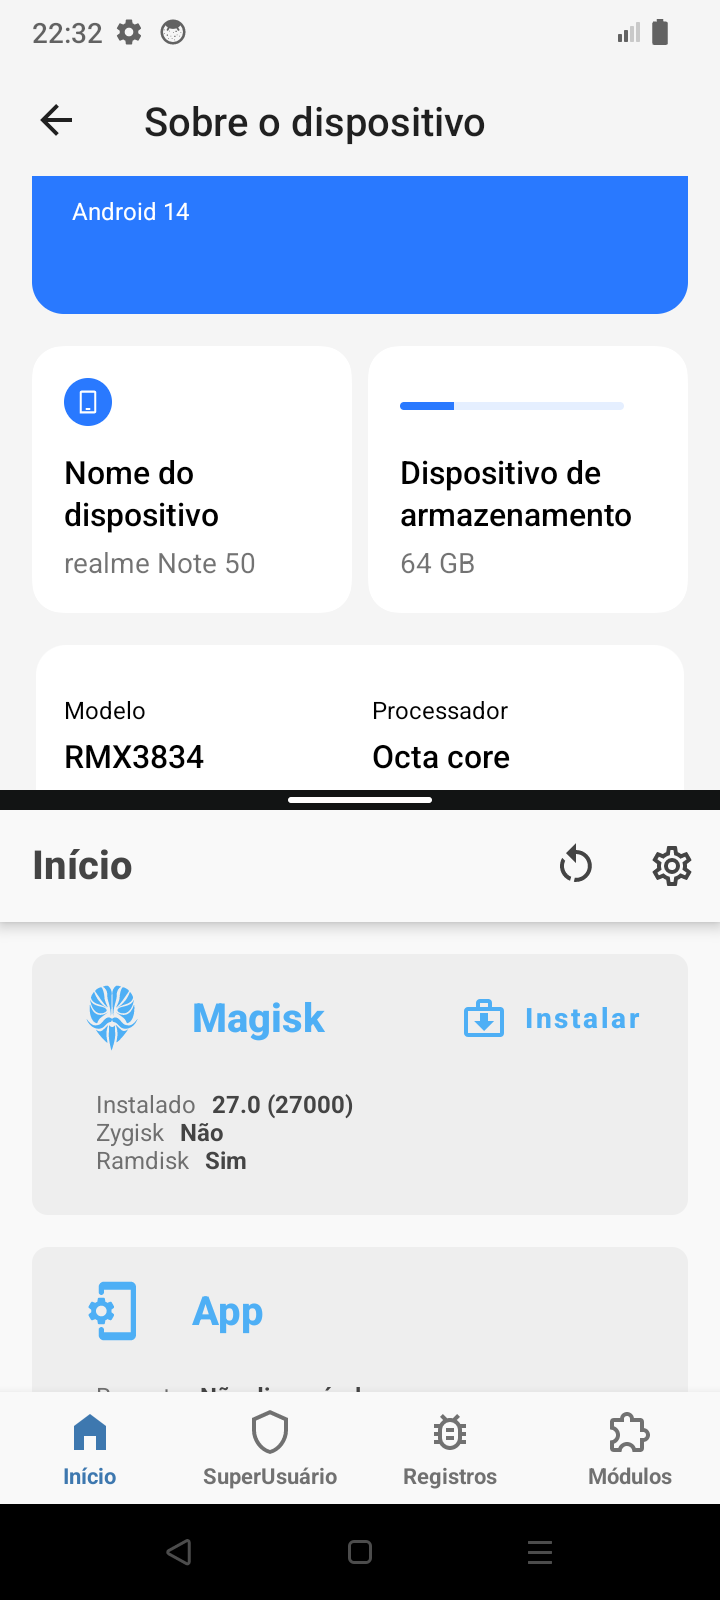 22:32
Sobre o dispositivo
Android 14
Nome do
dispositivo
realme Note 50
Dispositivo de
armazenamento
64 GB
Modelo
RMX3834
Processador
Octa core
Início
Magisk
Instalar
Instalado 27.0 (27000)
Zygisk Não
Ramdisk Sim
App
Início
SuperUsuário
Registros
Módulos